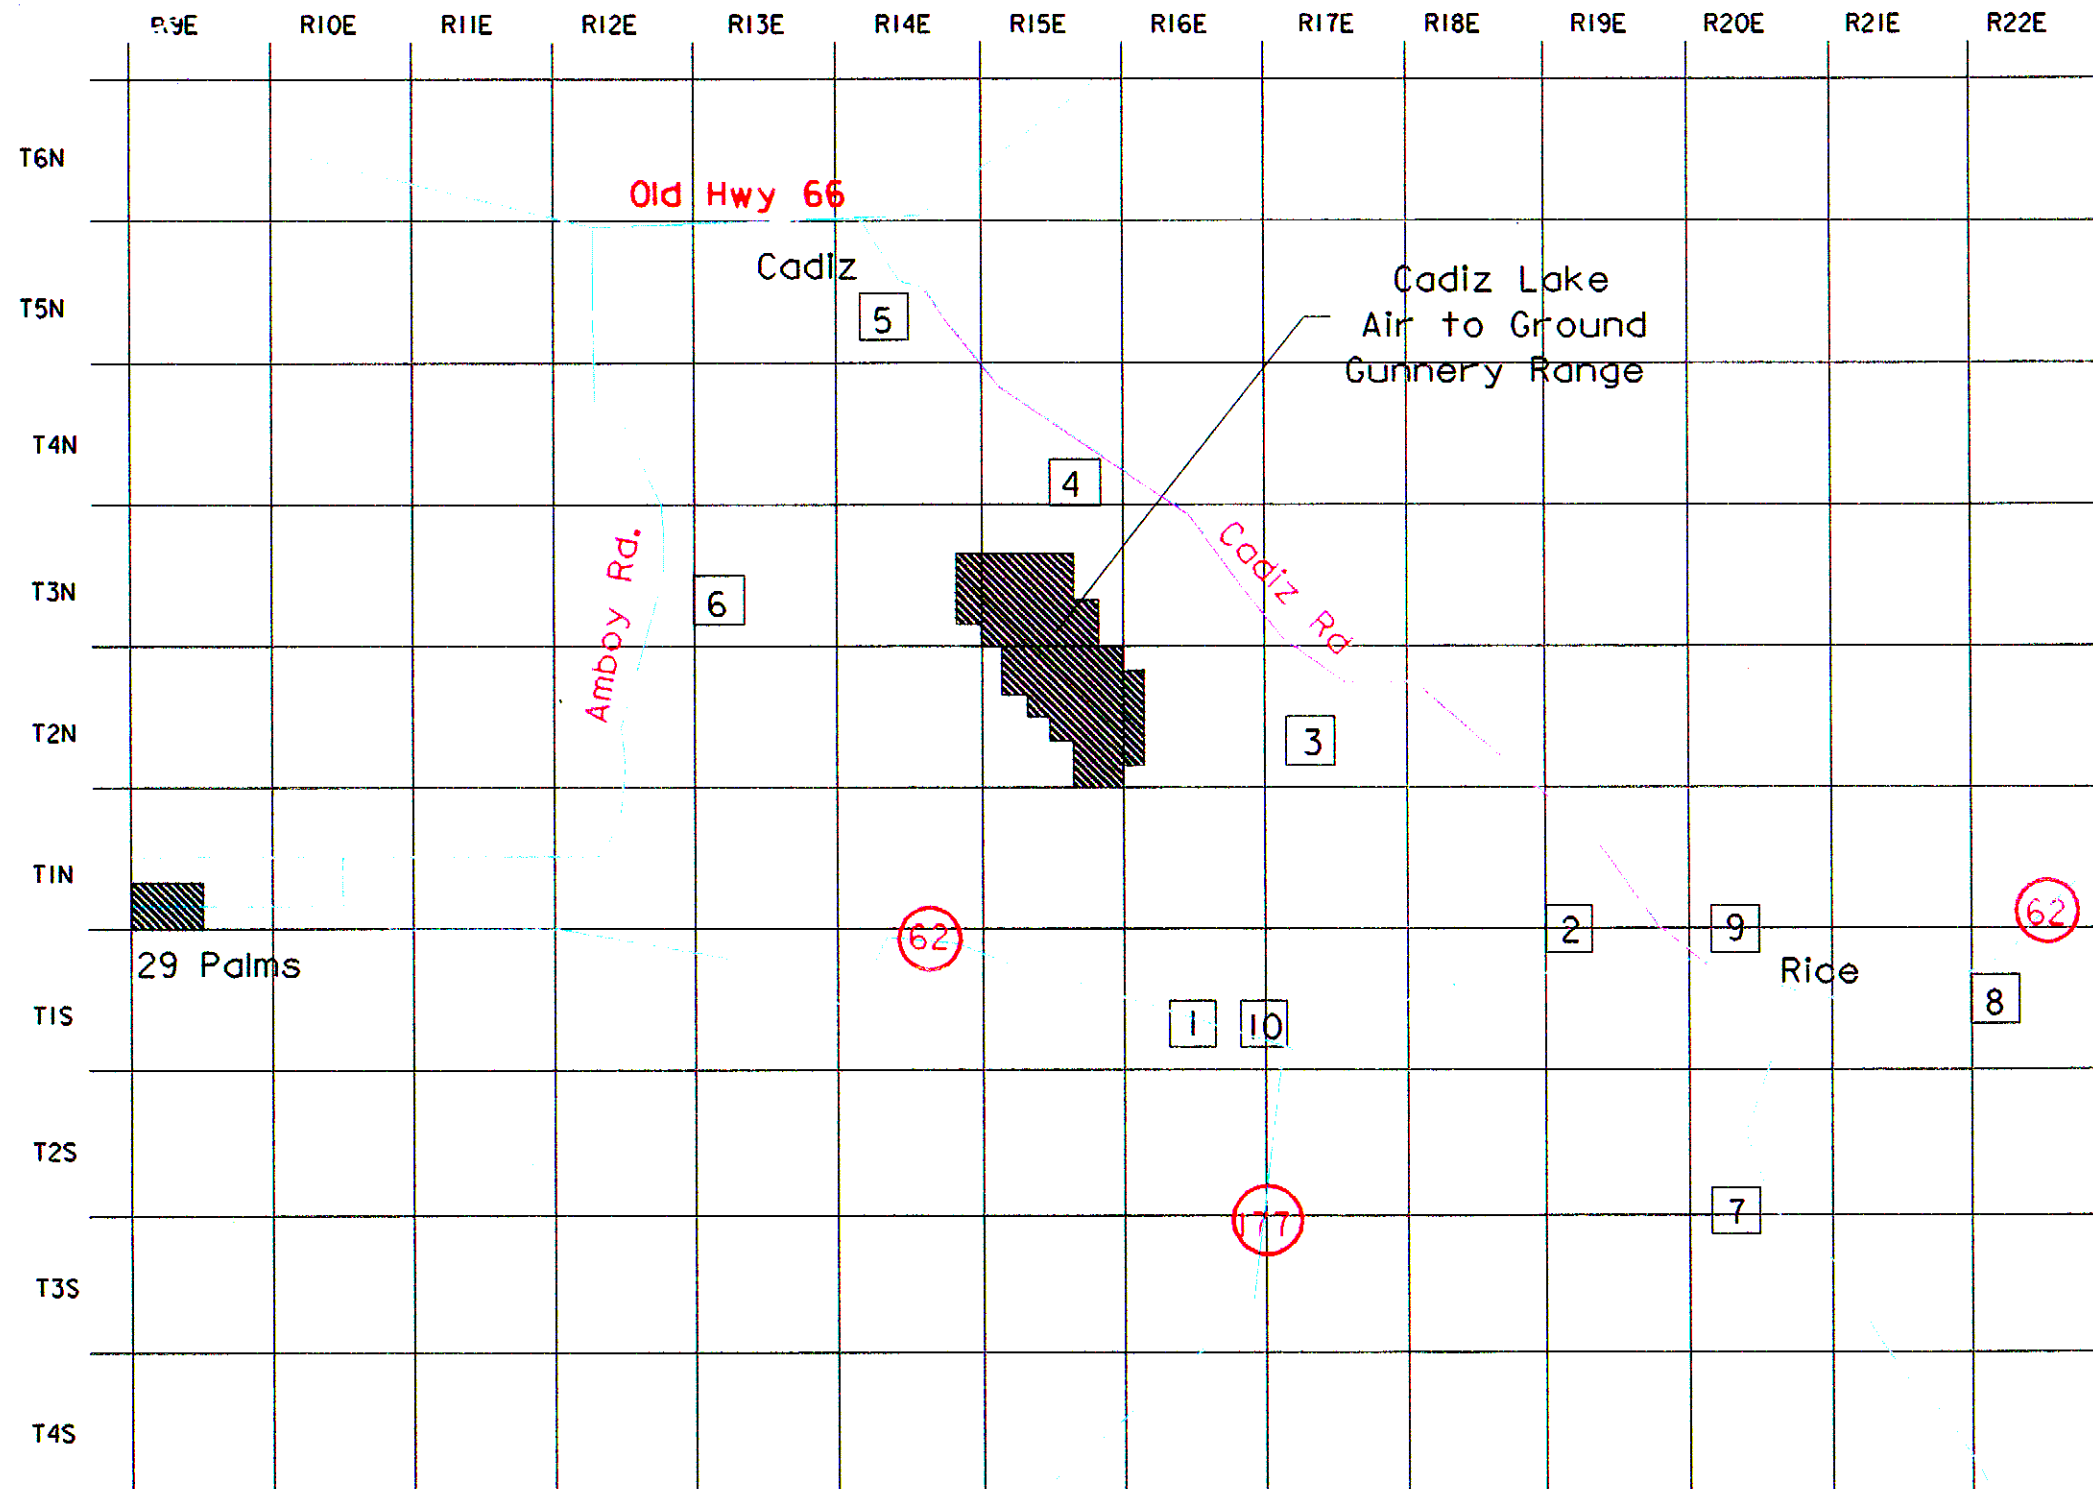 R9E R10E R11E R12E R13E R14E R15E R16E R17E R18E R19E R20E R21E R22E
T6N
Old Hwy 66
Cadiz
Cadiz Lake
Air to Ground
Gunnery Range
T5N
5
T4N
4
Cadiz Rd
Amboy Rd.
T3N
6
T2N
3
T1N
62
2
9
62
29 Palms
Rice
T1S
1
10
8
T2S
177
7
T3S
T4S